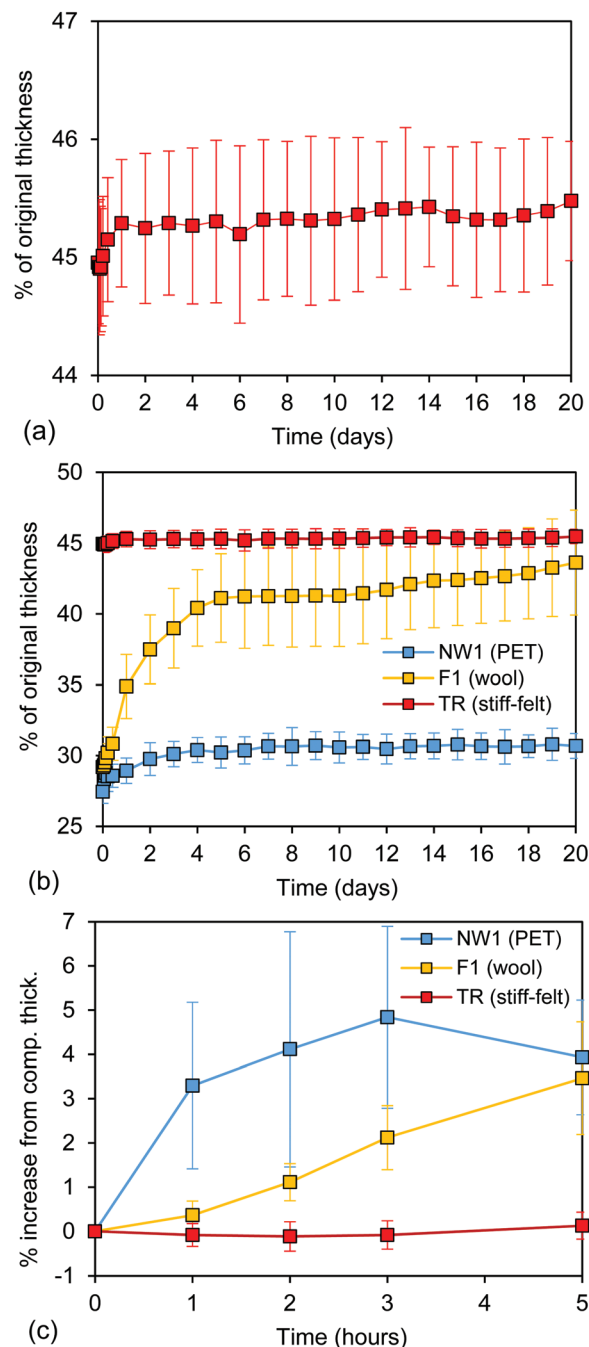 47
46
45
44
% of original thickness
0 2 4 6 8 10 12 14 16 18 20
Time (days)
(a)
50
45
40
35
30
25
% of original thickness
NW1 (PET)
F1 (wool)
TR (stiff-felt)
0 2 4 6 8 10 12 14 16 18 20
Time (days)
(b)
7
6
5
4
3
2
1
0
-1
% increase from comp. thick.
NW1 (PET)
F1 (wool)
TR (stiff-felt)
0 1 2 3 4 5
Time (hours)
(c)